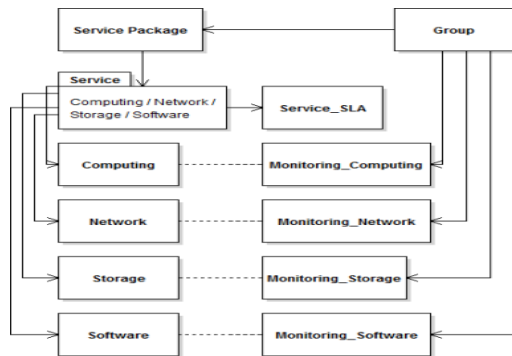 Service Package
Group
Service
Computing / Network /
Storage / Software
Service_SLA
Computing
Monitoring_Computing
Network
Monitoring_Network
Storage
Monitoring_Storage
Software
Monitoring_Software